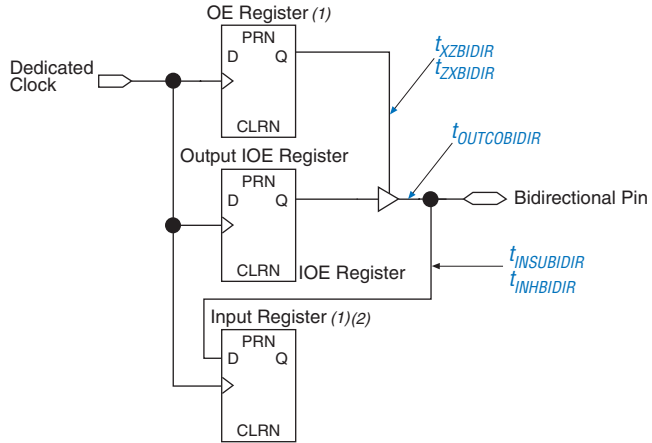 OE Register (1)
PRN
D Q
CLRN
Dedicated
Clock
tXZBIDIR
tZXBIDIR
Output IOE Register
PRN
D Q
CLRN
tOUTCOBIDIR
Bidirectional Pin
IOE Register
tINSUBIDIR
tINHBIDIR
Input Register (1)(2)
PRN
D Q
CLRN